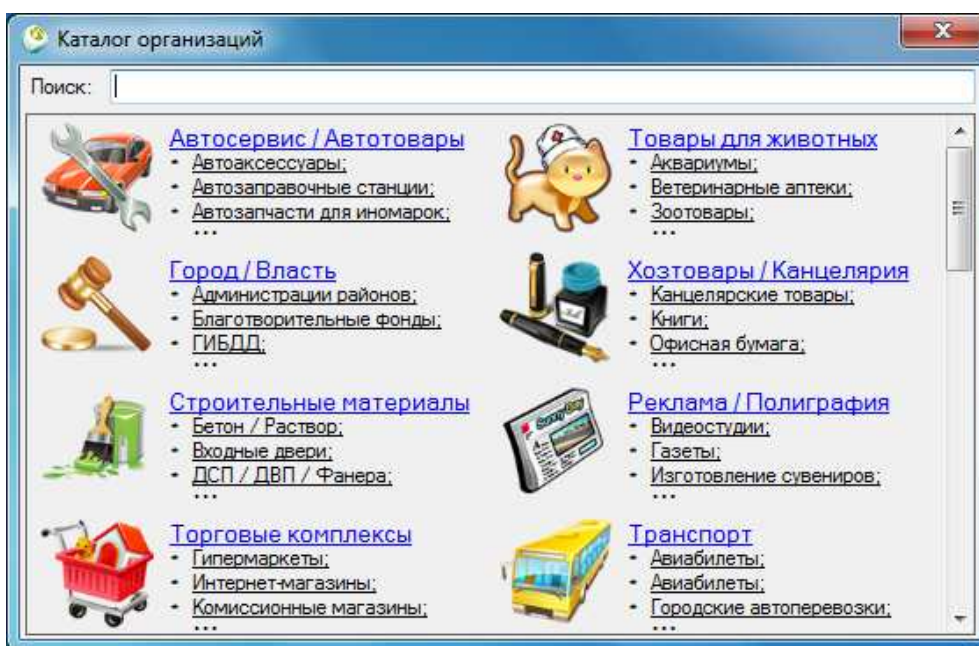 Каталог организаций
Поиск:
Автосервис / Автотовары
• Автоаксессуары;
• Автозаправочные станции;
• Автозапчасти для иномарок;
...
Товары для животных
• Аквариумы;
• Ветеринарные аптеки;
• Зоотовары;
...
Город / Власть
• Администрации районов;
• Благотворительные фонды;
• ГИБДД;
...
Хозтовары / Канцелярия
• Канцелярские товары;
• Книги;
• Офисная бумага;
...
Строительные материалы
• Бетон / Раствор;
• Входные двери;
• ДСП / ДВП / Фанера;
...
Sunny Day
Реклама / Полиграфия
• Видеостудии;
• Газеты;
• Изготовление сувениров;
...
Торговые комплексы
• Гипермаркеты;
• Интернет-магазины;
• Комиссионные магазины;
...
Транспорт
• Авиабилеты;
• Авиабилеты;
• Городские автоперевозки;
...